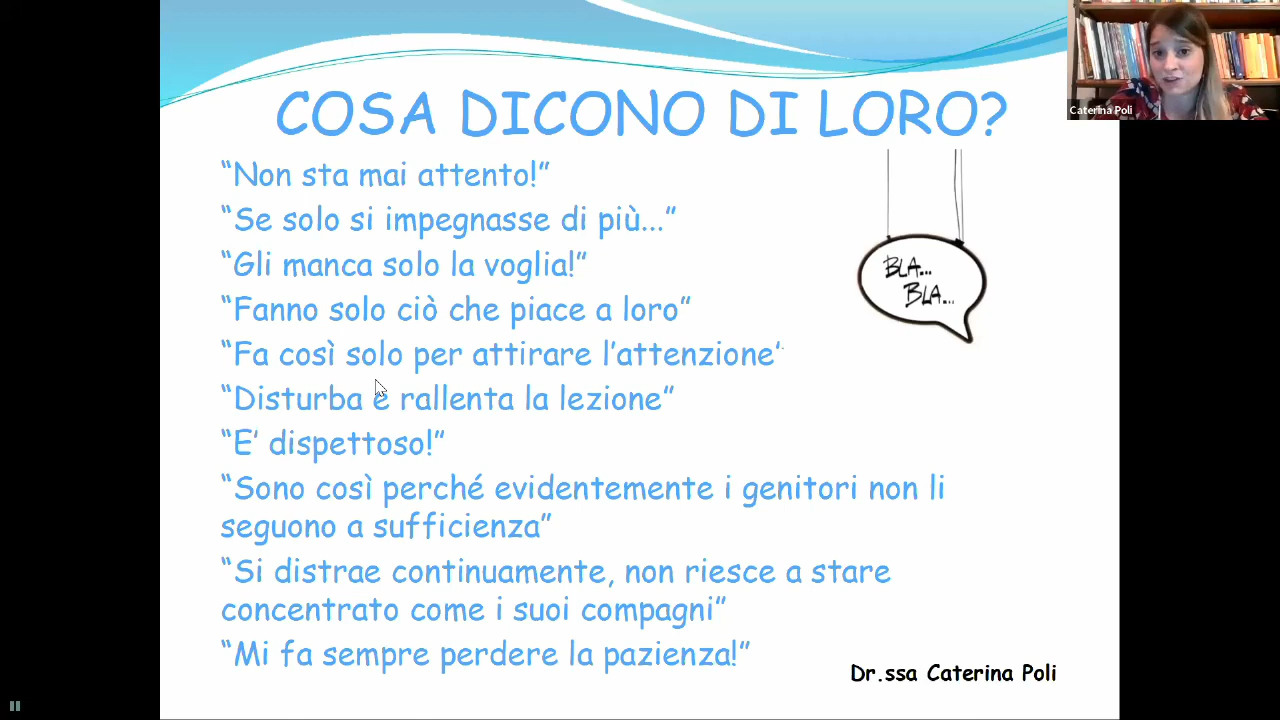 COSA DICONO DI LORO?
Caterina Poli
“Non sta mai attento!”
“Se solo si impegnasse di più...”
“Gli manca solo la voglia!”
“Fanno solo ciò che piace a loro”
“Fa così solo per attirare l’attenzione”
“Disturba e rallenta la lezione”
“E’ dispettoso!”
“Sono così perché evidentemente i genitori non li
seguono a sufficienza”
“Si distrae continuamente, non riesce a stare
concentrato come i suoi compagni”
“Mi fa sempre perdere la pazienza!”
BLA...
BLA...
Dr.ssa Caterina Poli